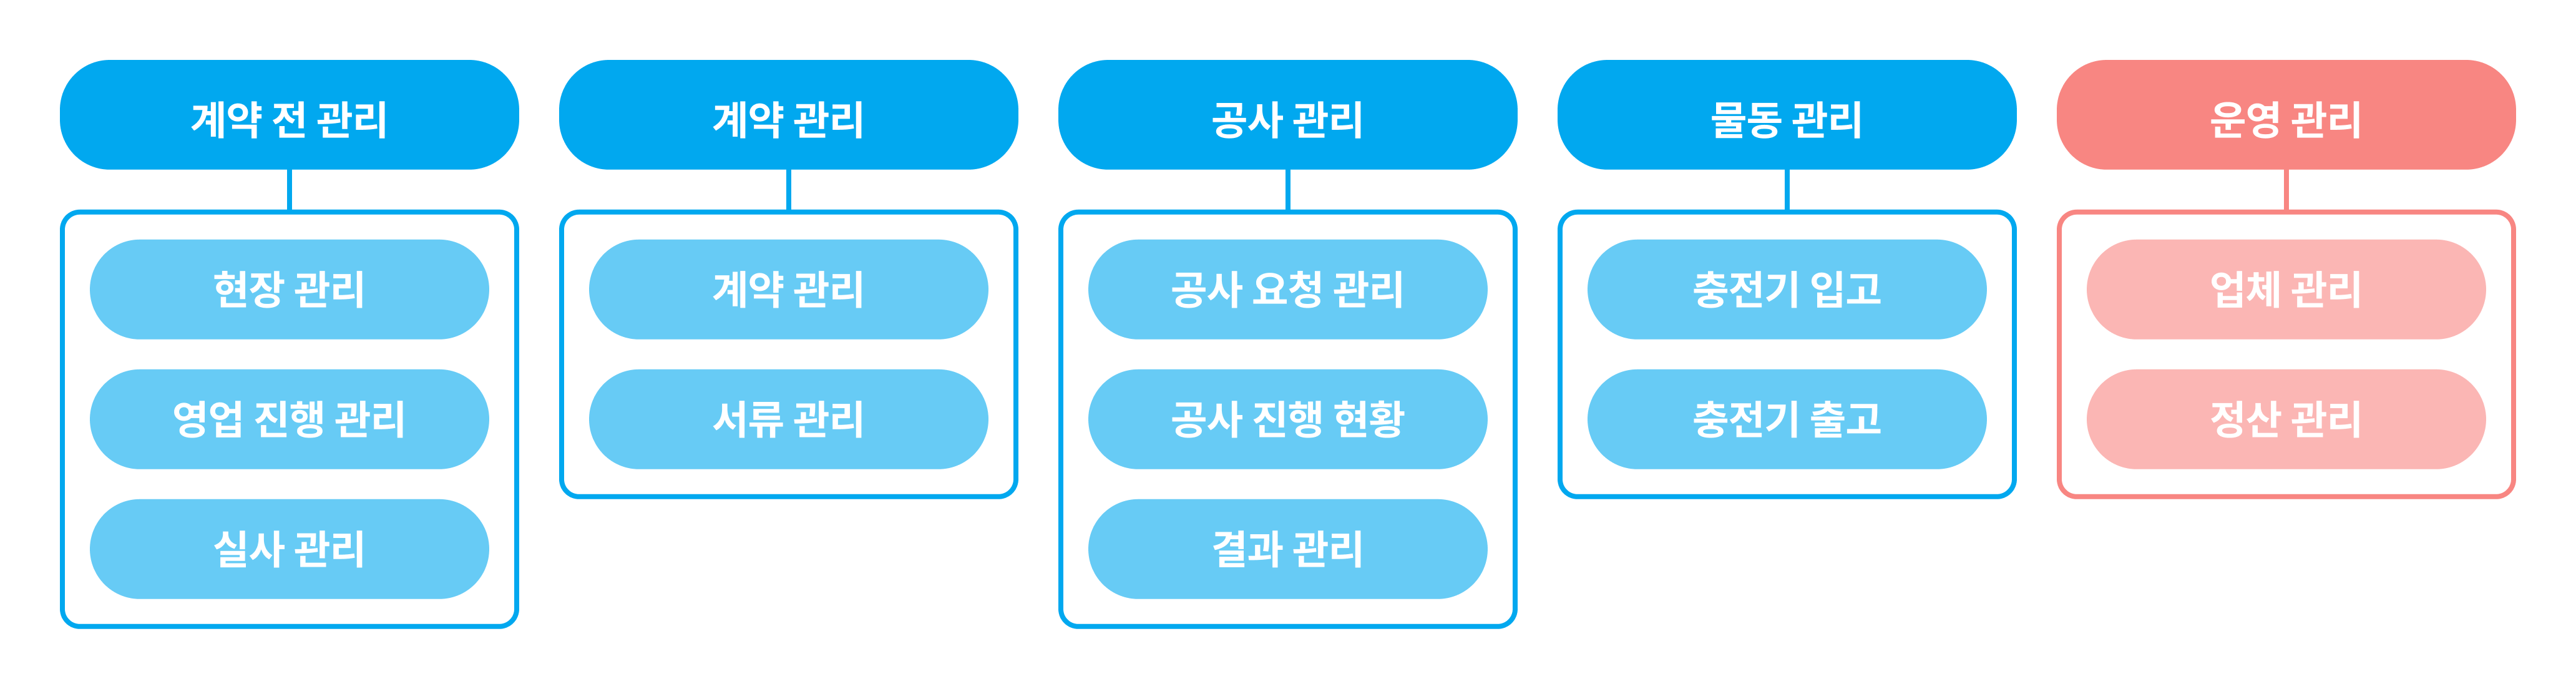 계약 전 관리
현장 관리
영업 진행 관리
실사 관리
계약 관리
계약 관리
서류 관리
공사 관리
공사 요청 관리
공사 진행 현황
결과 관리
물동 관리
충전기 입고
충전기 출고
운영 관리
업체 관리
정산 관리